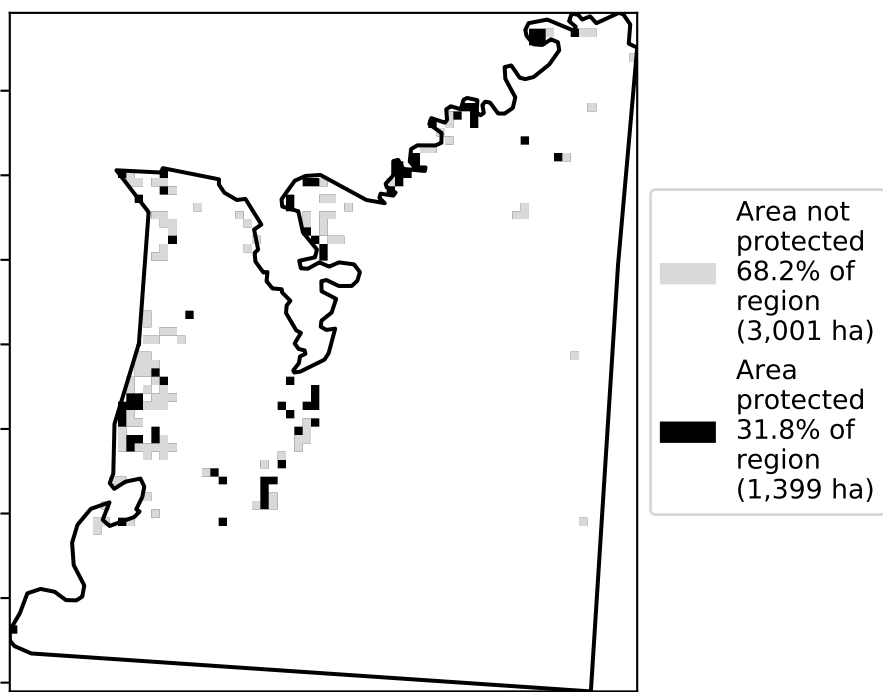 Area not
protected
68.2% of
region
(3,001 ha)
Area
protected
31.8% of
region
(1,399 ha)